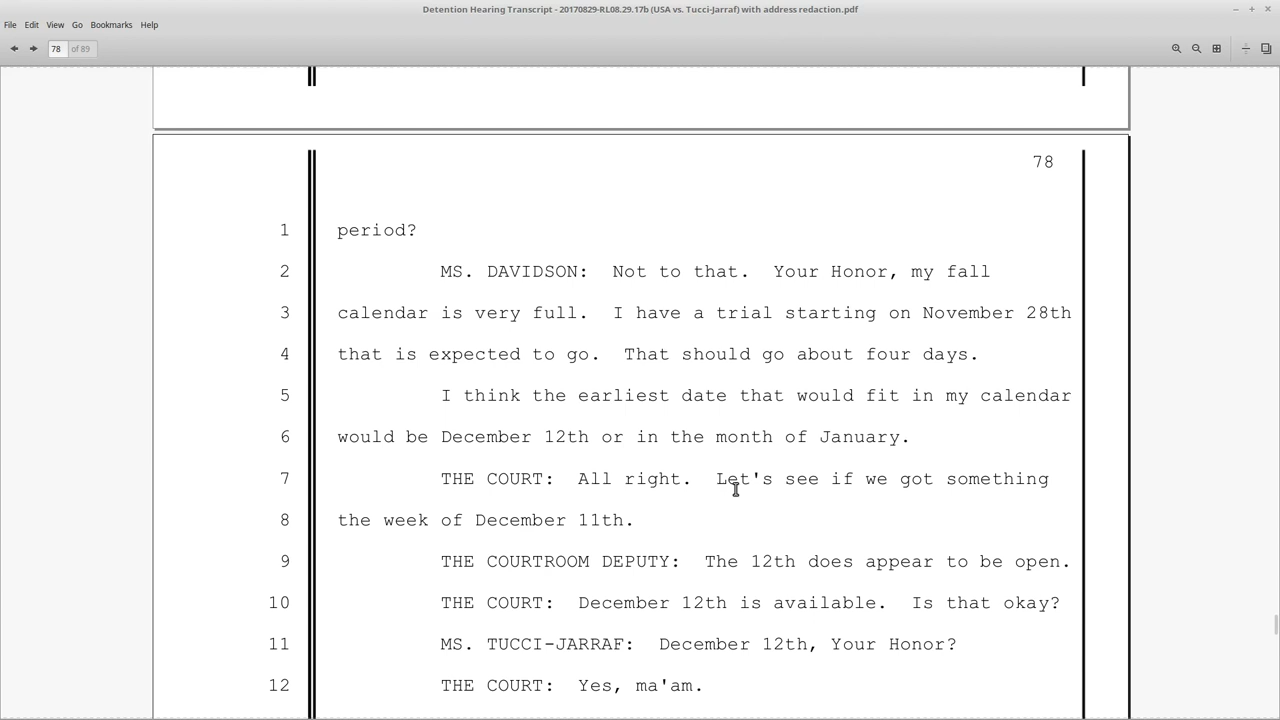 Detention Hearing Transcript - 20170829-RL08.29.17b (USA vs. Tucci-Jarraf) with address redaction.pdf
File Edit View Go Bookmarks Help
78 of 89
78
1 period?
2 MS. DAVIDSON: Not to that. Your Honor, my fall
3 calendar is very full. I have a trial starting on November 28th
4 that is expected to go. That should go about four days.
5 I think the earliest date that would fit in my calendar
6 would be December 12th or in the month of January.
7 THE COURT: All right. Let's see if we got something
8 the week of December 11th.
9 THE COURTROOM DEPUTY: The 12th does appear to be open.
10 THE COURT: December 12th is available. Is that okay?
11 MS. TUCCI-JARRAF: December 12th, Your Honor?
12 THE COURT: Yes, ma'am.